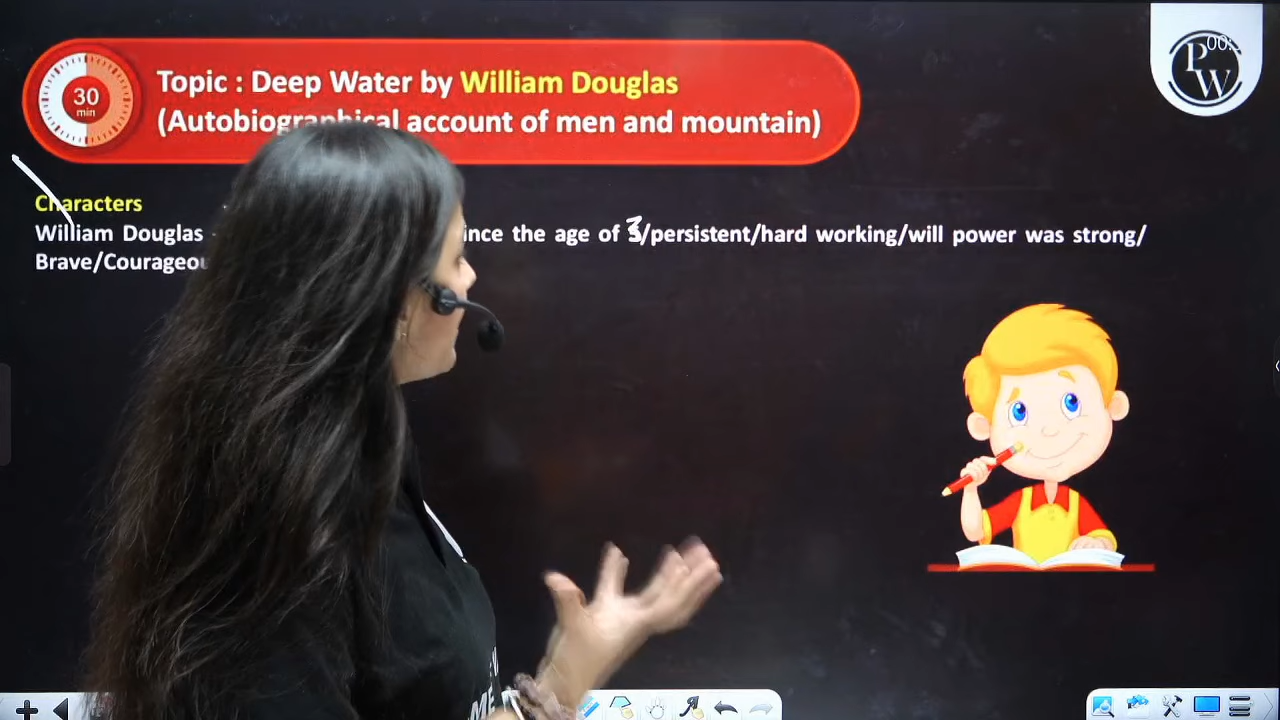 30
min
Topic : Deep Water by William Douglas
(Autobiographical account of men and mountain)
00:
P
W
Characters
William Douglas - ince the age of 3/persistent/hard working/will power was strong/
Brave/Courageou